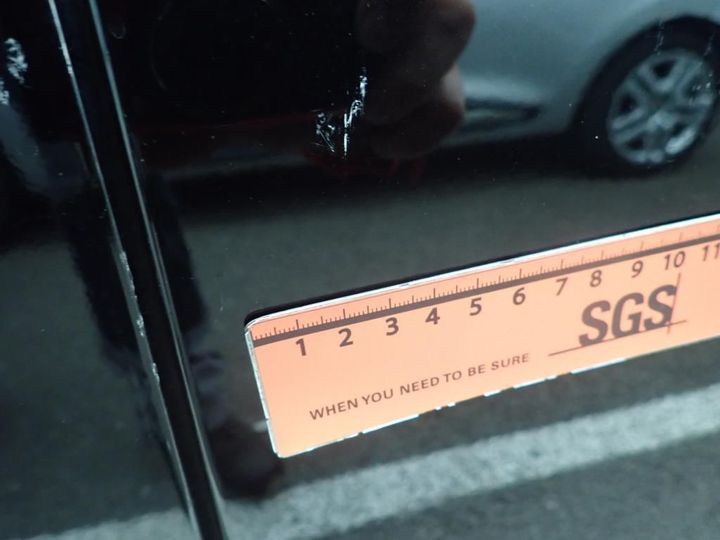 1 2 3 4 5 6 7 8 9 10 11
SGS
WHEN YOU NEED TO BE SURE